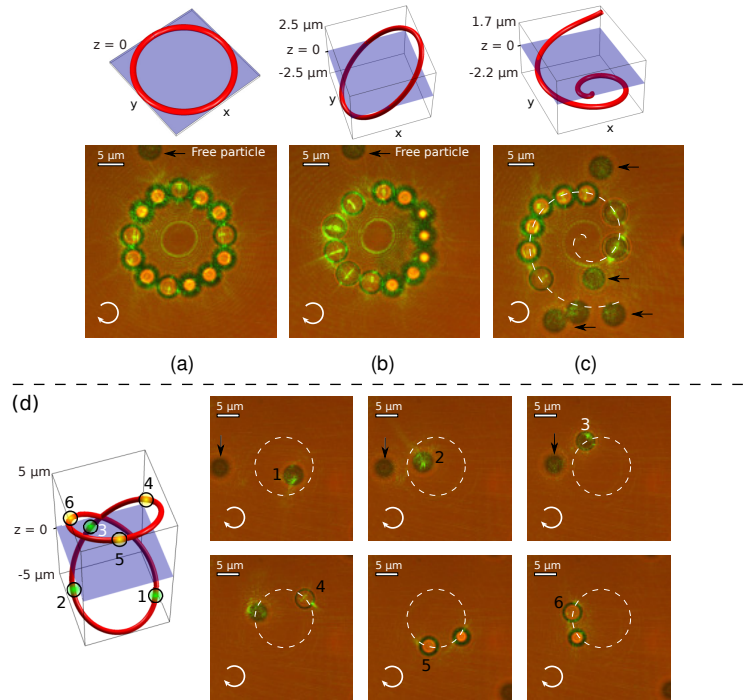 z = 0
y
x
2.5 µm
z = 0
-2.5 µm
y
x
1.7 µm
z = 0
-2.2 µm
y
x
5 µm
Free particle
5 µm
Free particle
5 µm
(a)
(b)
(c)
(d)
5 µm
z = 0
-5 µm
6
3
4
5
2
1
5 µm
1
5 µm
2
5 µm
3
5 µm
4
5 µm
5
5 µm
6